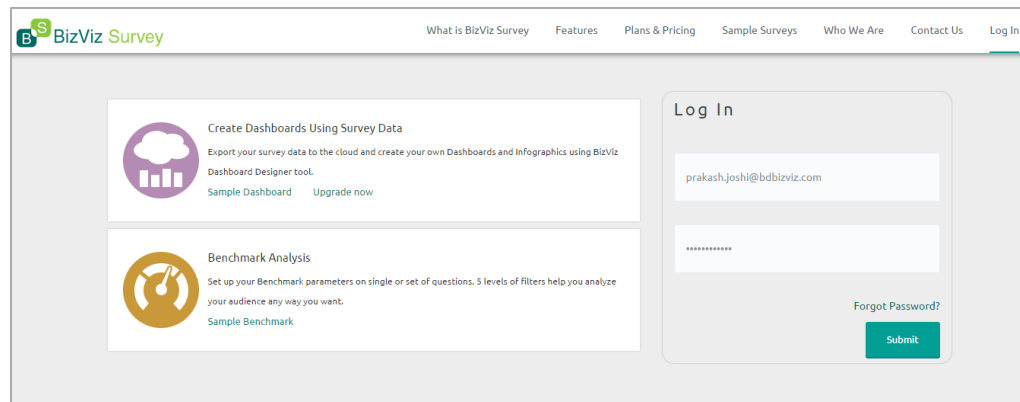 BS BizViz Survey
What is BizViz Survey Features Plans & Pricing Sample Surveys Who We Are Contact Us Log In
Create Dashboards Using Survey Data
Export your survey data to the cloud and create your own Dashboards and Infographics using BizViz
Dashboard Designer tool.
Sample Dashboard Upgrade now
Benchmark Analysis
Set up your Benchmark parameters on single or set of questions. 5 levels of filters help you analyze
your audience any way you want.
Sample Benchmark
Log In
prakash.joshi@bdbizviz.com
••••••••••••
Forgot Password?
Submit